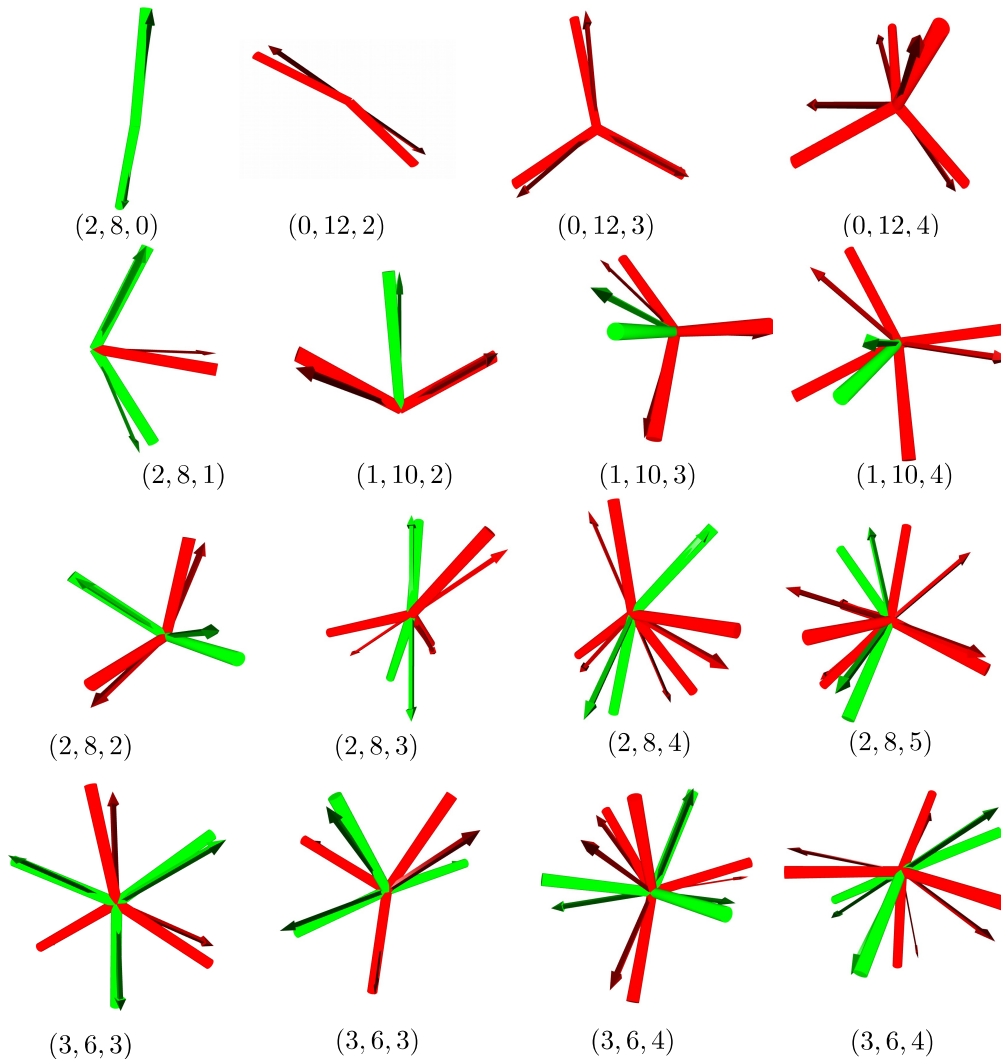 (2, 8, 0) (0, 12, 2) (0, 12, 3) (0, 12, 4)
(2, 8, 1) (1, 10, 2) (1, 10, 3) (1, 10, 4)
(2, 8, 2) (2, 8, 3) (2, 8, 4) (2, 8, 5)
(3, 6, 3) (3, 6, 3) (3, 6, 4) (3, 6, 4)